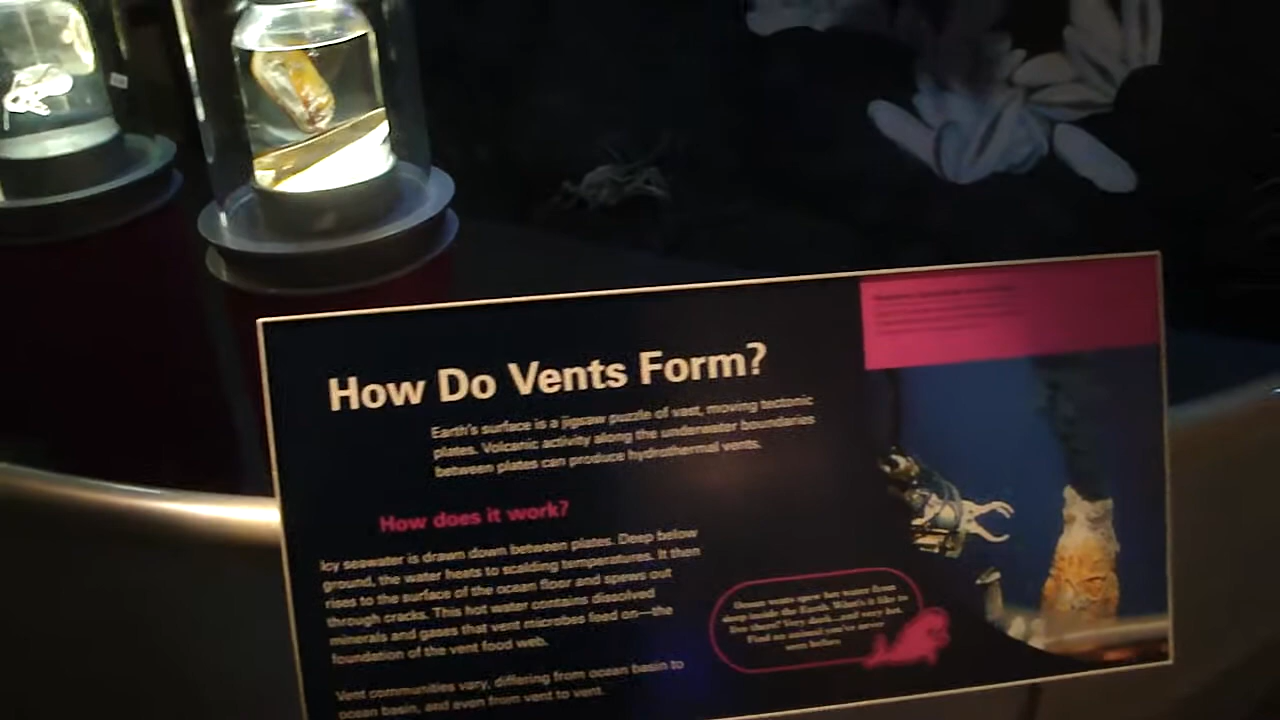 How Do Vents Form?
Earth's surface is a jigsaw puzzle of vast, moving tectonic
plates. Volcanic activity along the underwater boundaries
between plates can produce hydrothermal vents.
How does it work?
Icy seawater is drawn down between plates. Deep below
ground, the water heats to scalding temperatures. It then
rises to the surface of the ocean floor and spews out
through cracks. This hot water contains dissolved
minerals and gases that vent microbes feed on—the
foundation of the vent food web.
Vent communities vary, differing from ocean basin to
ocean basin, and even from vent to vent.
Ocean vents spew hot water from
deep inside the Earth. What's it like to
live there? Very dark...and very hot.
Find an animal you've never
seen before.